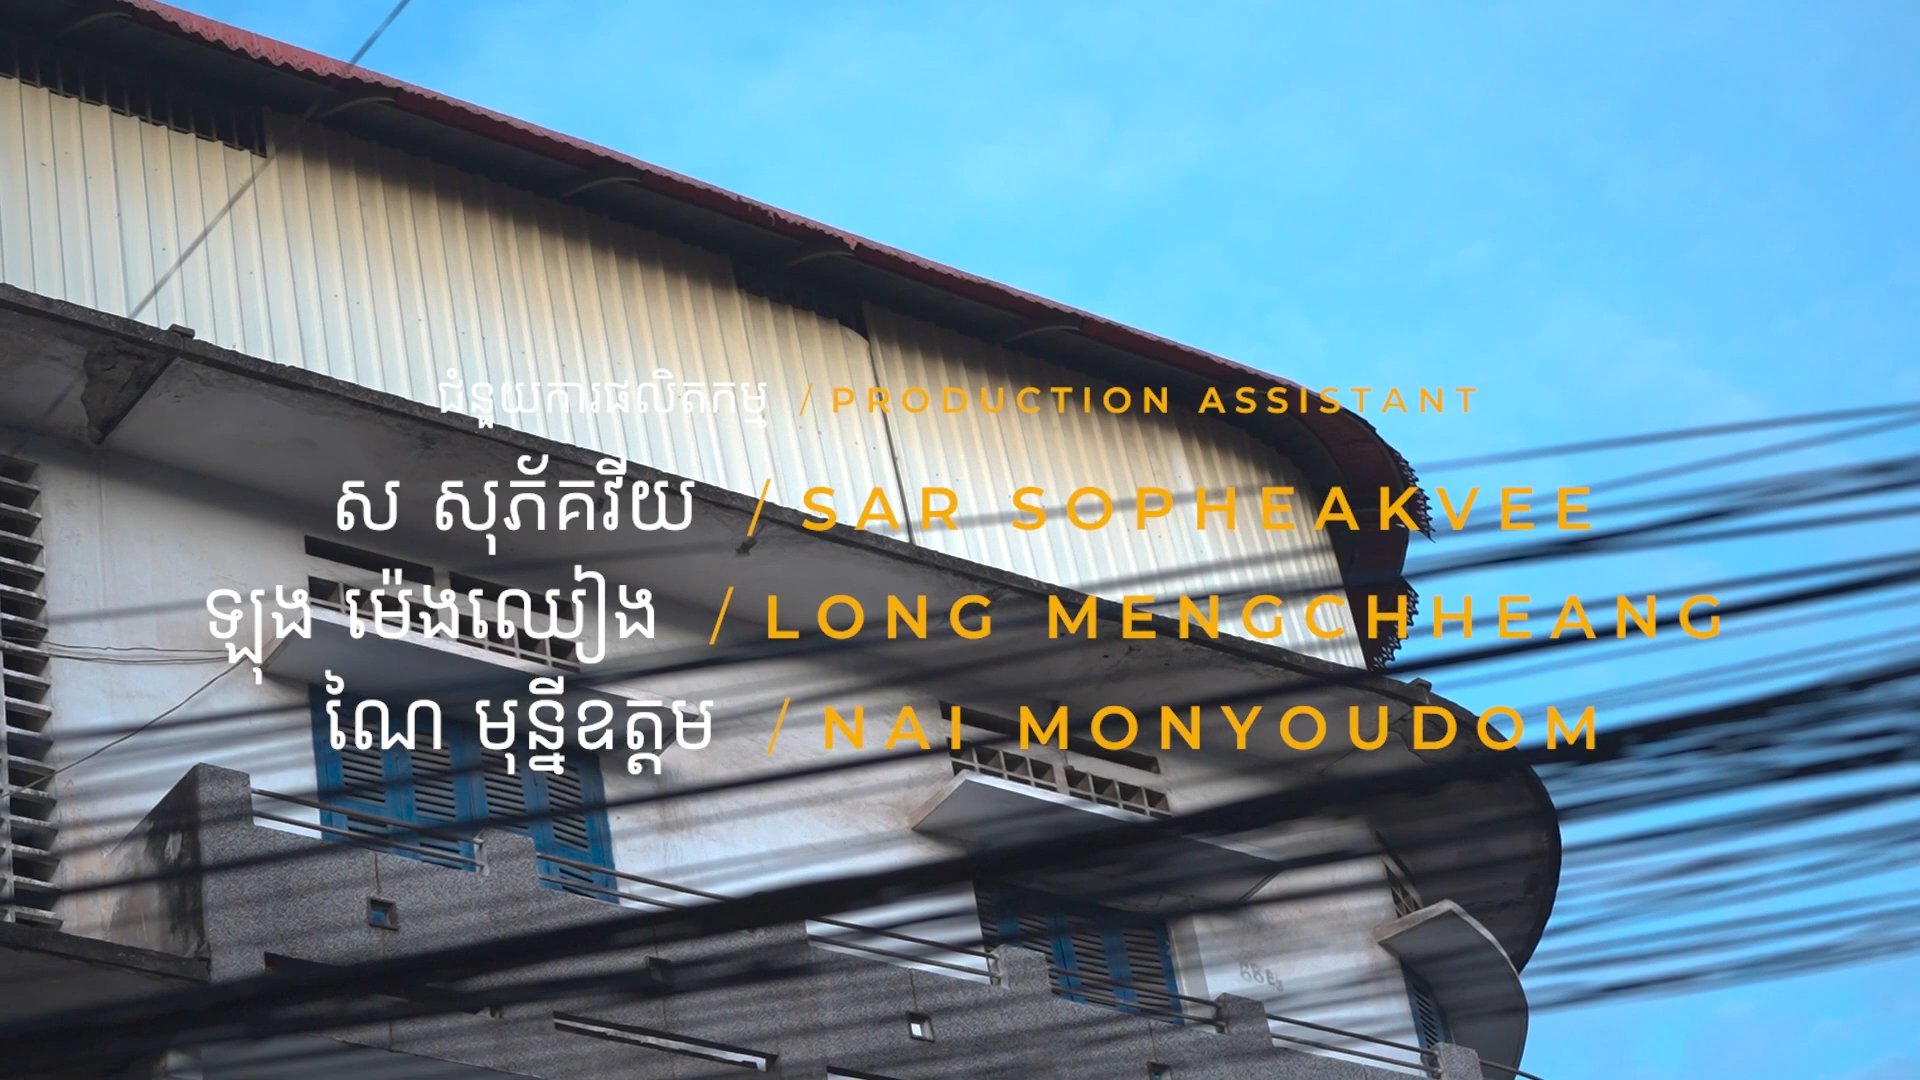 ជំនួយការផលិតកម្ម / PRODUCTION ASSISTANT
ស សុភ័គវីយ / SAR SOPHEAKVEE
ឡុង ម៉េងឈៀង / LONG MENGCHHEANG
ណៃ មុន្នីឧត្តម / NAI MONYOUDOM